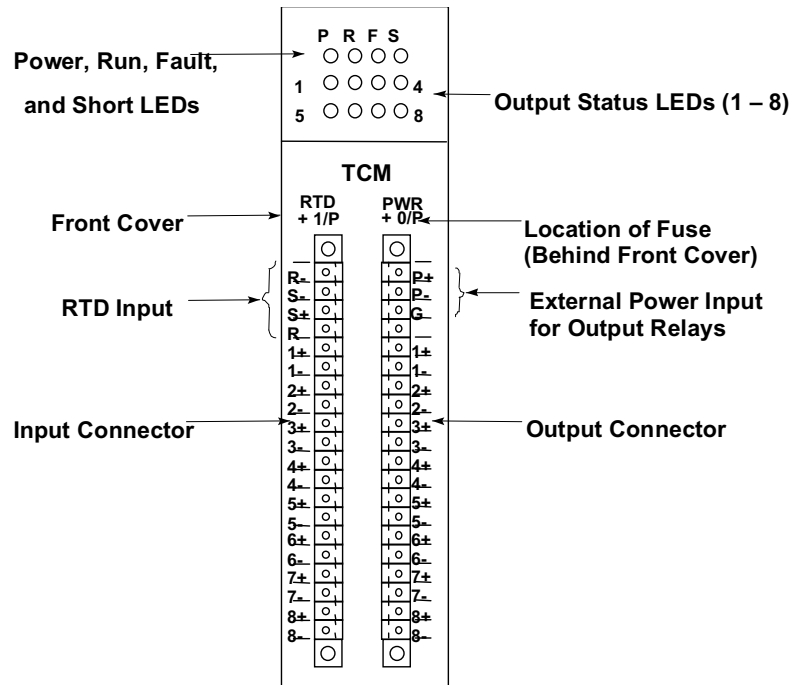 P R F S
Power, Run, Fault,
and Short LEDs
1 4
5 8
Output Status LEDs (1 – 8)
TCM
RTD
+ 1/P
PWR
+ 0/P
Front Cover
Location of Fuse
(Behind Front Cover)
RTD Input
External Power Input
for Output Relays
R- P+
S- P-
S+ G
R
1+ 1+
1- 1-
2+ 2+
2- 2-
Input Connector
3+ 3+
Output Connector
3- 3-
4+ 4+
4- 4-
5+ 5+
5- 5-
6+ 6+
6- 6-
7+ 7+
7- 7-
8+ 8+
8- 8-